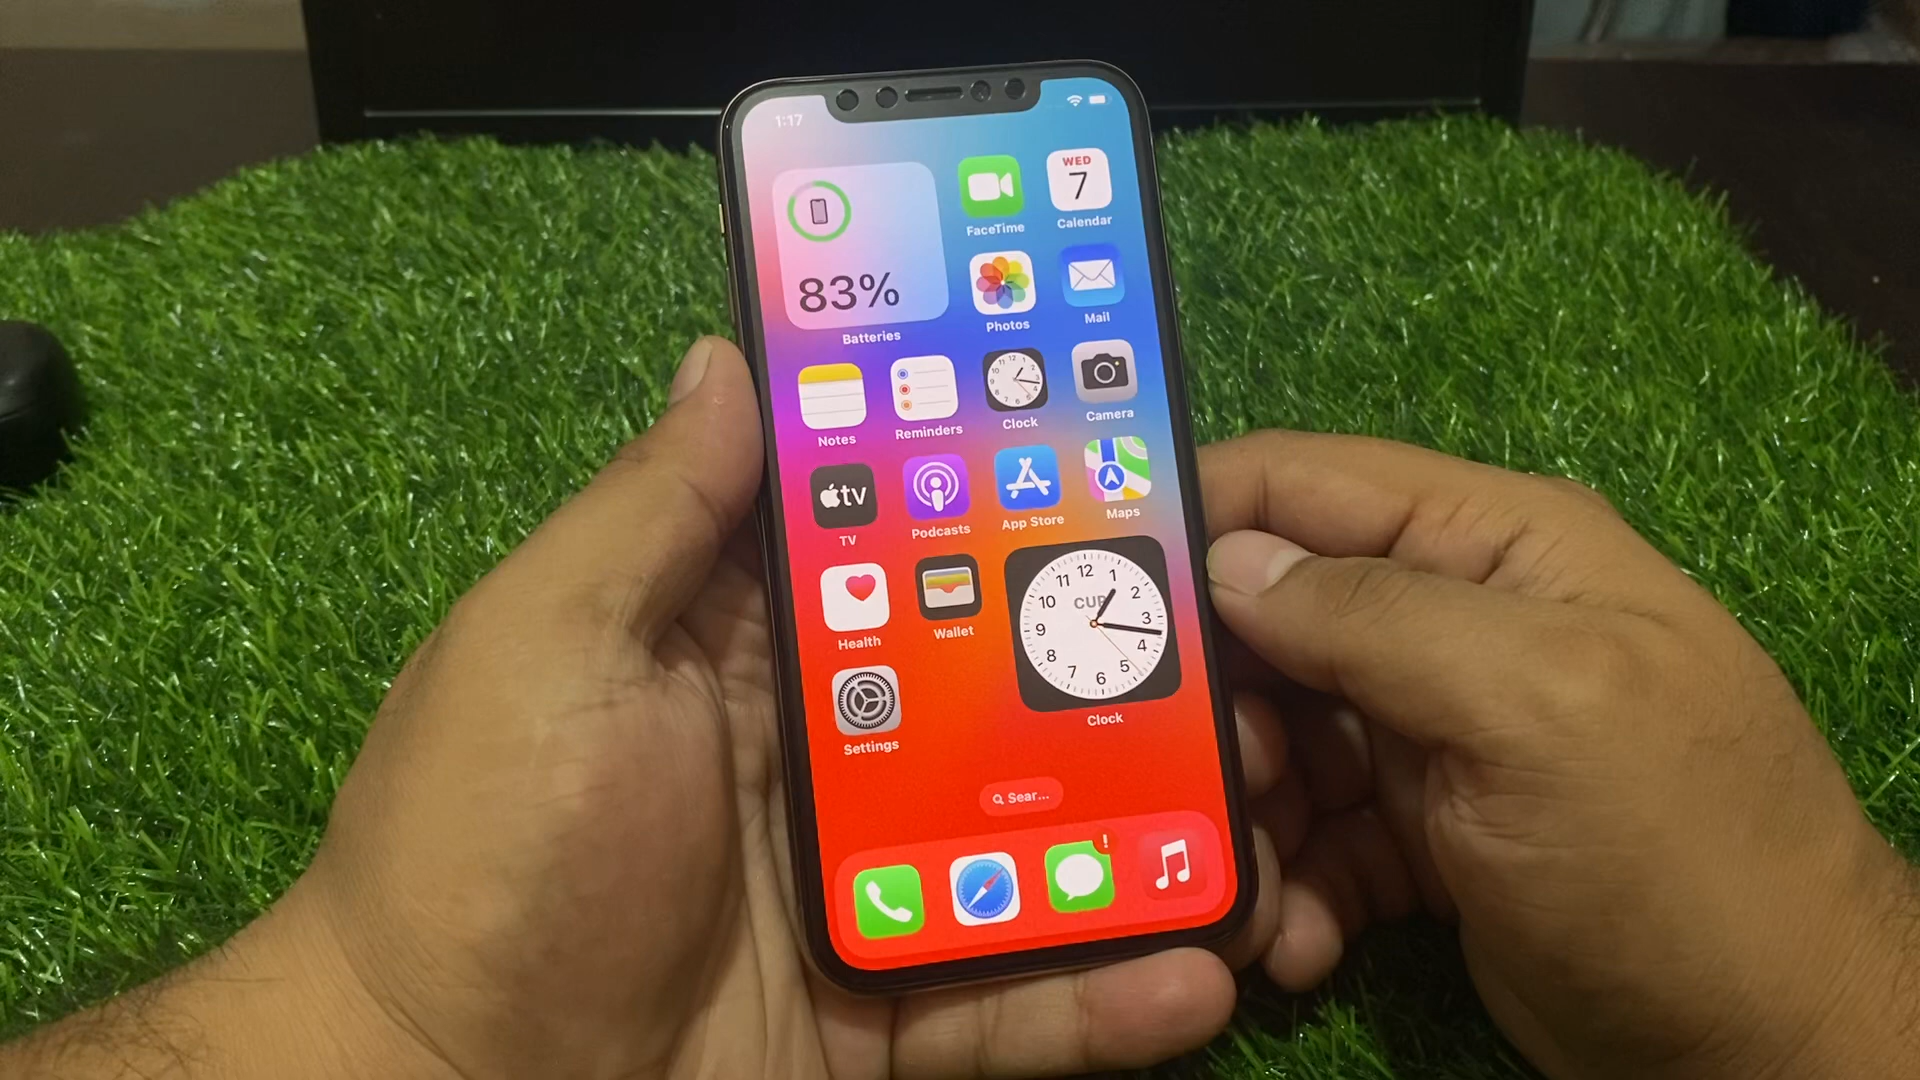 1:17
83%
Batteries
FaceTime
WED
7
Calendar
Photos
Mail
Notes
Reminders
Clock
Camera
tv
TV
Podcasts
App Store
Maps
Health
Wallet
CUP
12
1
2
3
4
5
6
7
8
9
10
11
Clock
Settings
Sear...
!